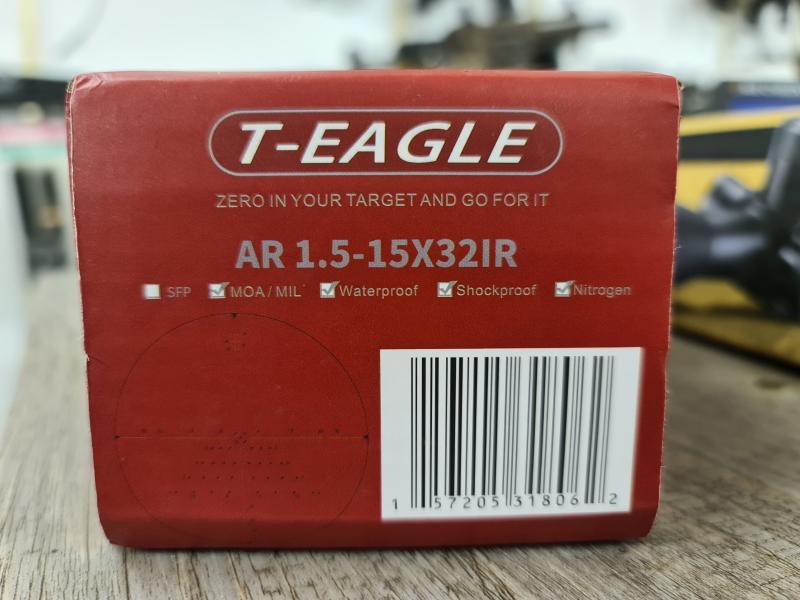 T-EAGLE
ZERO IN YOUR TARGET AND GO FOR IT
AR 1.5-15X32IR
SFP MOA / MIL Waterproof Shockproof Nitrogen
1 57205 31806 2